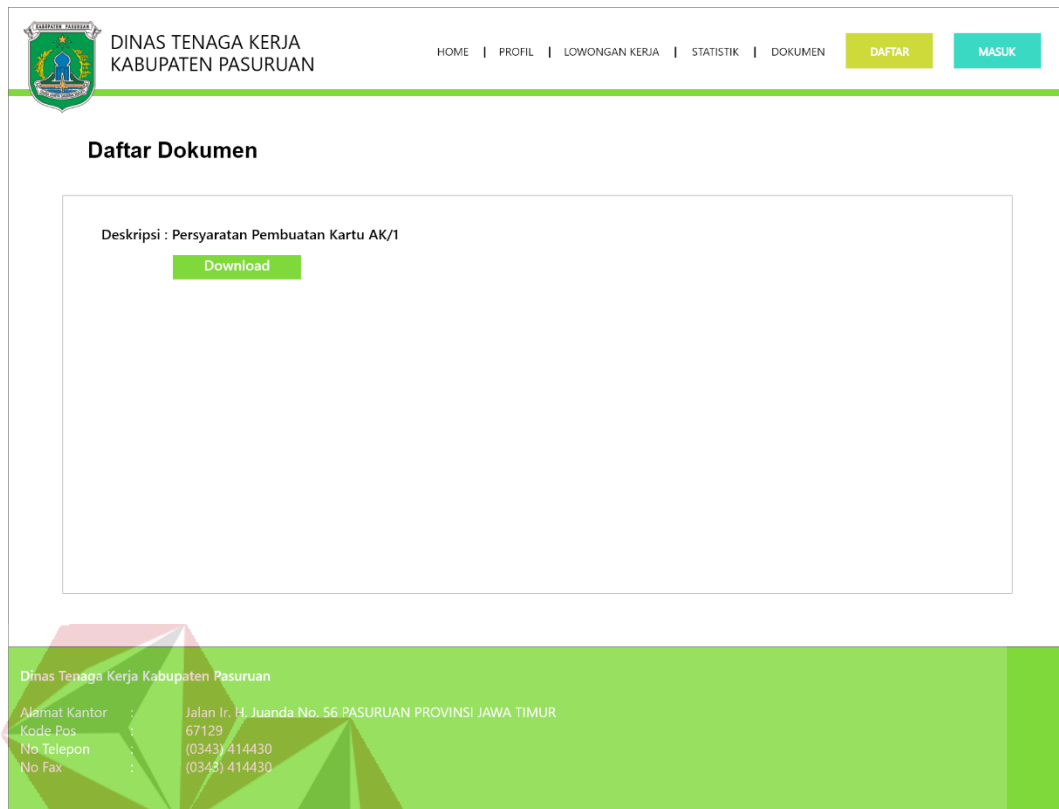 KABUPATEN PASURUAN
DINAS TENAGA KERJA
KABUPATEN PASURUAN
HOME | PROFIL | LOWONGAN KERJA | STATISTIK | DOKUMEN DAFTAR MASUK
Daftar Dokumen
Deskripsi : Persyaratan Pembuatan Kartu AK/1
Download
Dinas Tenaga Kerja Kabupaten Pasuruan
Alamat Kantor : Jalan Ir. H. Juanda No. 56 PASURUAN PROVINSI JAWA TIMUR
Kode Pos : 67129
No Telepon : (0343) 414430
No Fax : (0343) 414430